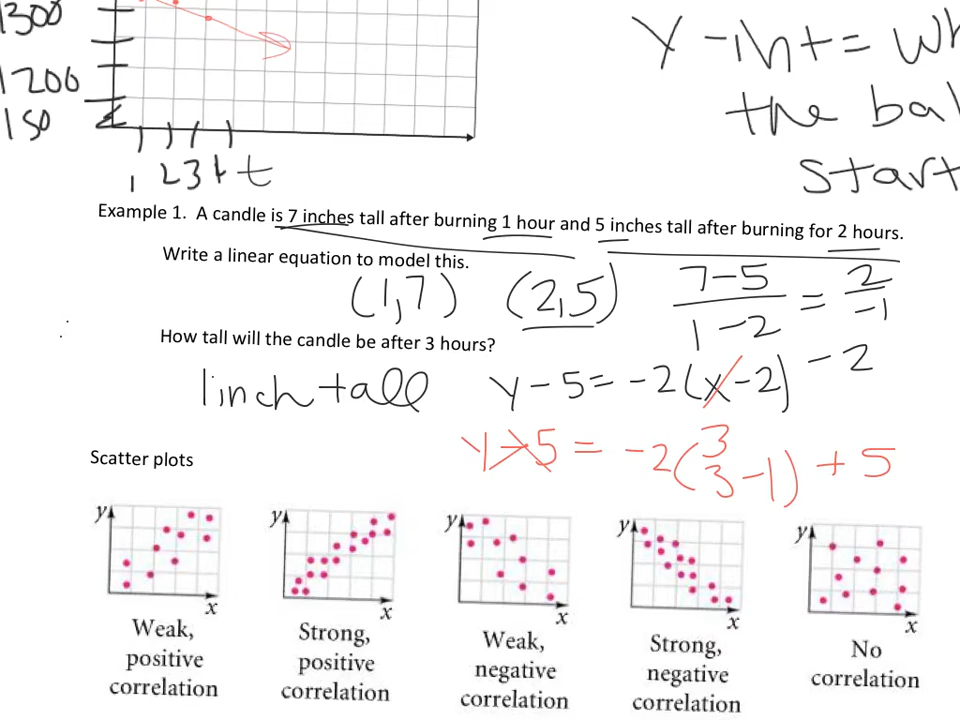 1300
1200
150
1 2 3 4 t
Y-int =
the
start
Example 1. A candle is 7 inches tall after burning 1 hour and 5 inches tall after burning for 2 hours.
Write a linear equation to model this.
(1,7) (2,5) 7-5 / 1-2 = 2 / -1
How tall will the candle be after 3 hours?
-2
1 inch tall y-5=-2(x-2)
3
y-5 = -2(3-1) +5
Scatter plots
y x
Weak,
positive
correlation
y x
Strong,
positive
correlation
y x
Weak,
negative
correlation
y x
Strong,
negative
correlation
y x
No
correlation